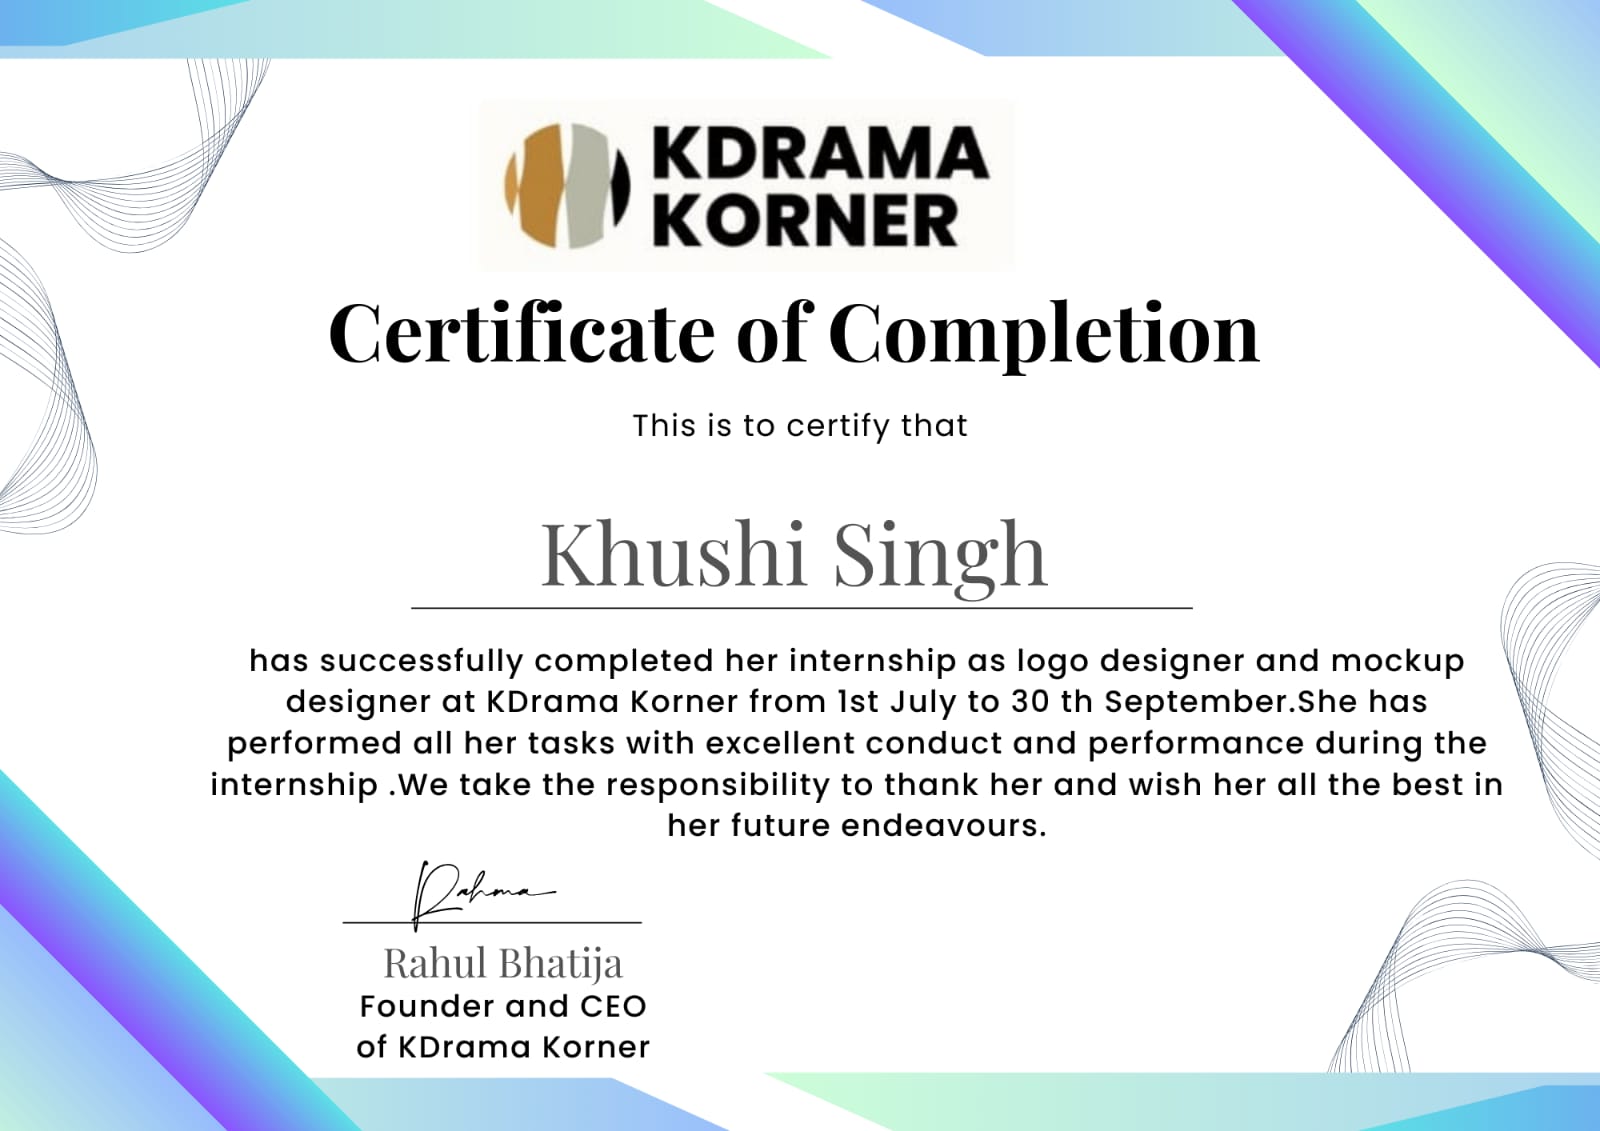 KDRAMA
KORNER
Certificate of Completion
This is to certify that
Khushi Singh
has successfully completed her internship as logo designer and mockup
designer at KDrama Korner from 1st July to 30 th September.She has
performed all her tasks with excellent conduct and performance during the
internship .We take the responsibility to thank her and wish her all the best in
her future endeavours.
Rahma
Rahul Bhatija
Founder and CEO
of KDrama Korner